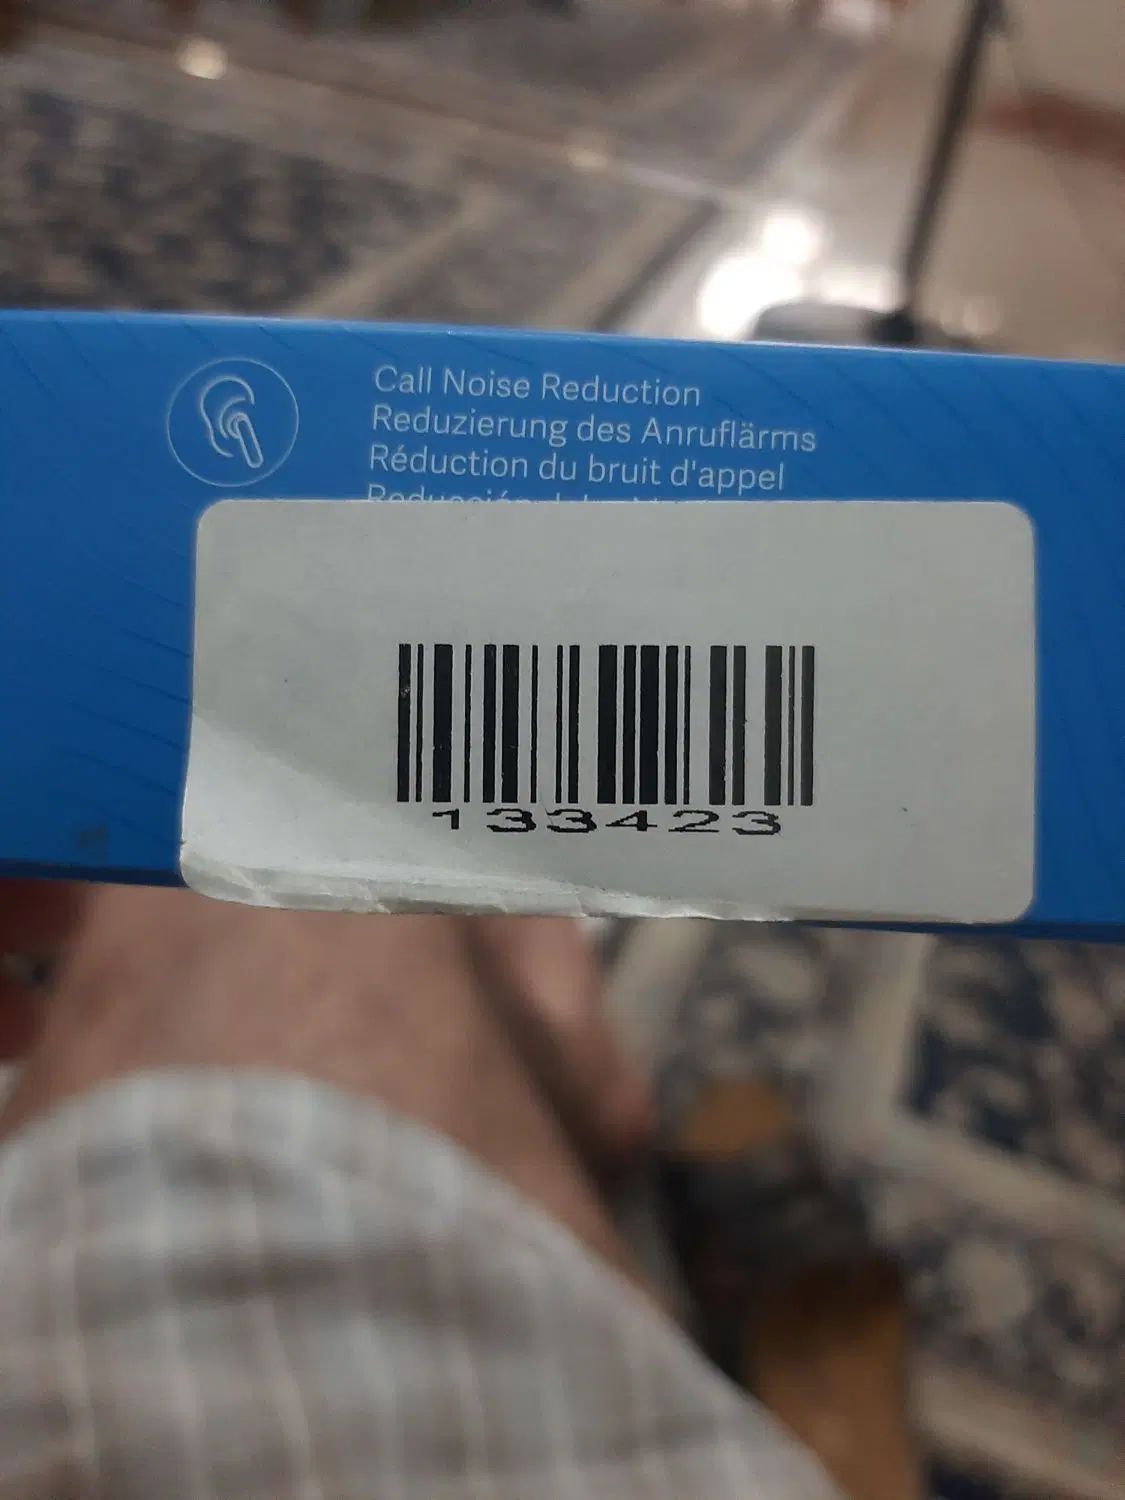 Call Noise Reduction
Reduzierung des Anruflärms
Réduction du bruit d'appel
133423